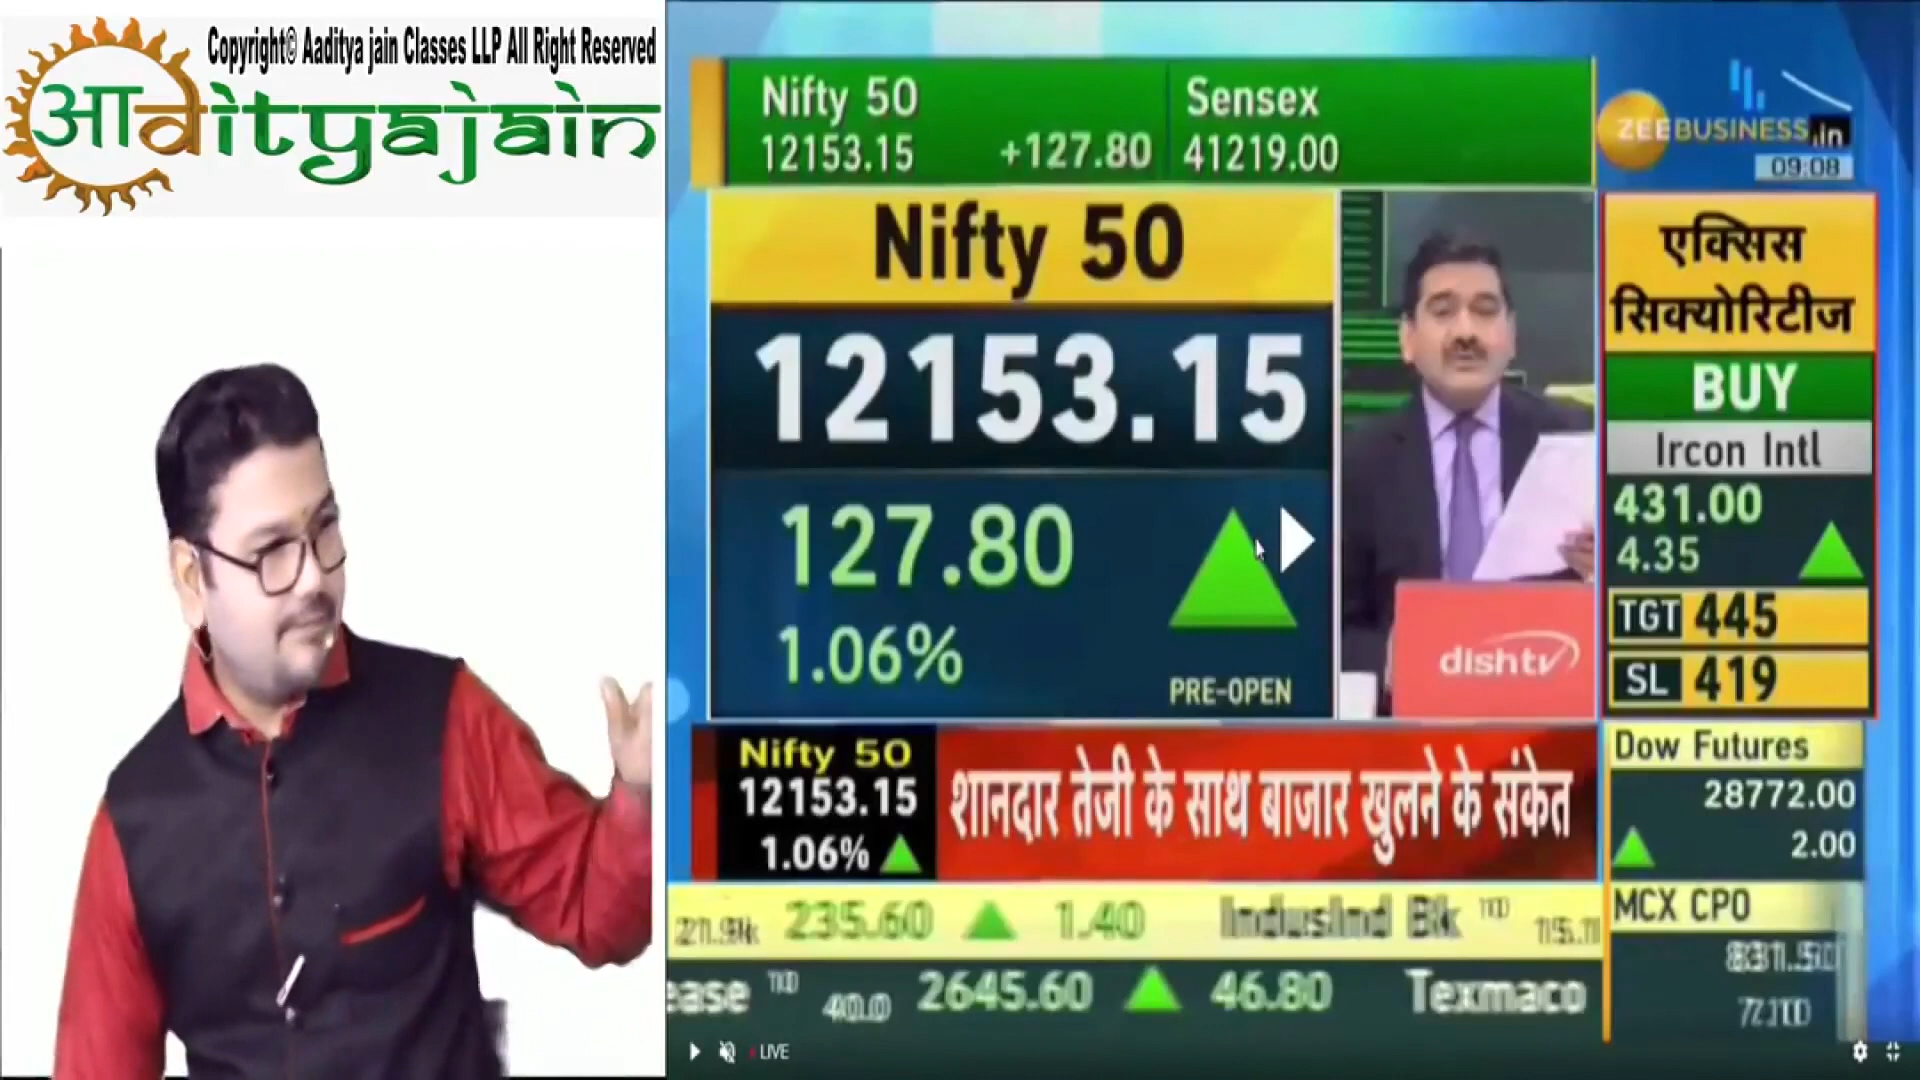 Copyright© Aaditya jain Classes LLP All Right Reserved
आdityajain
Nifty 50
12153.15 +127.80
Sensex
41219.00
ZEEBUSINESS.in
09:08
Nifty 50
12153.15
127.80
1.06%
PRE-OPEN
dishtv
एक्सिस
सिक्योरिटीज
BUY
Ircon Intl
431.00
4.35
TGT 445
SL 419
Nifty 50
12153.15
1.06%
शानदार तेजी के साथ बाजार खुलने के संकेत
Dow Futures
28772.00
2.00
MCX CPO
235.60 1.40 IndusInd Bk
ease 2645.60 46.80 Texmaco
LIVE